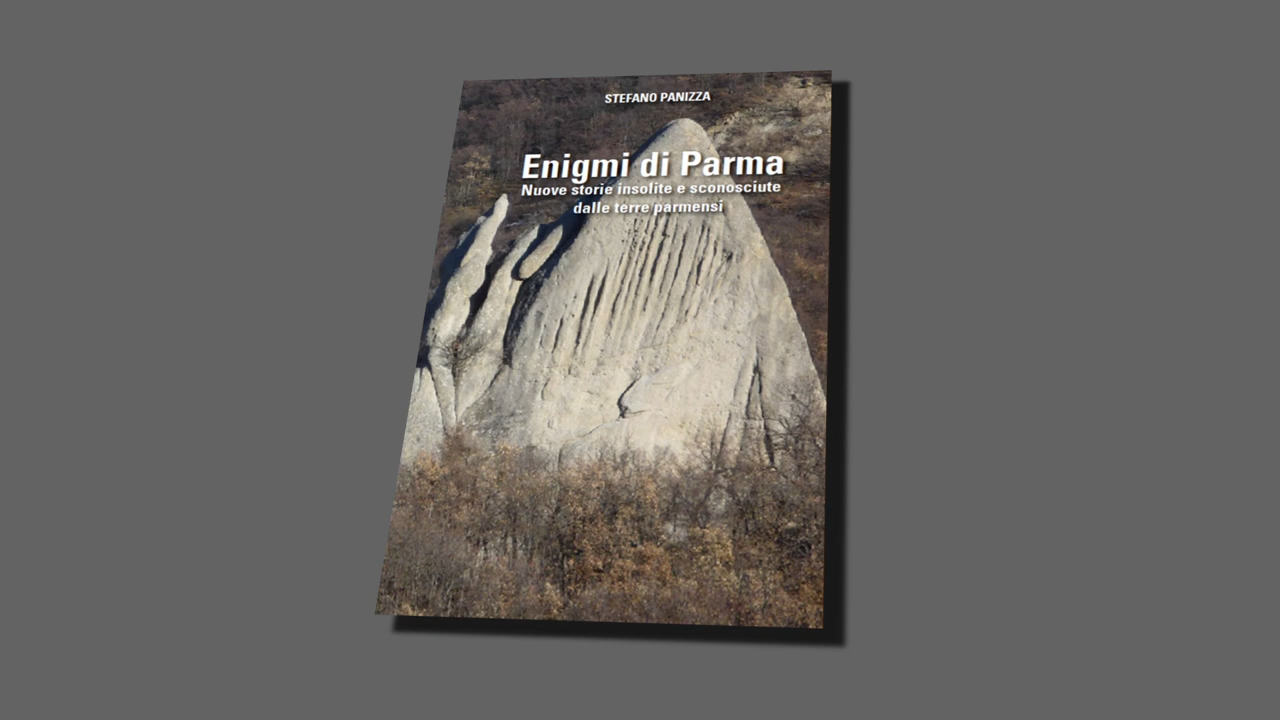 STEFANO PANIZZA
Enigmi di Parma
Nuove storie insolite e sconosciute
dalle terre parmensi